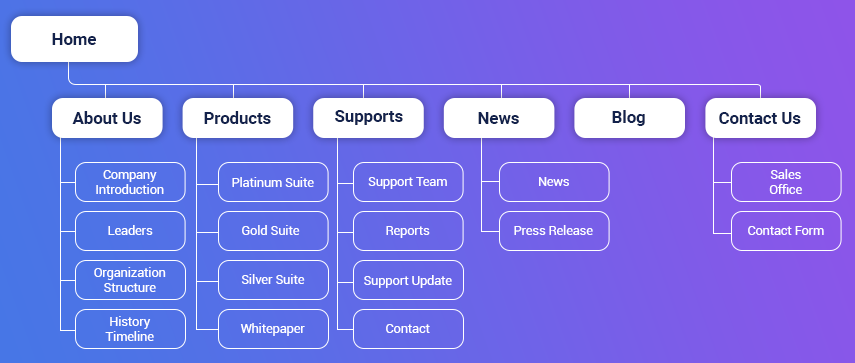 Home
About Us
Products
Supports
News
Blog
Contact Us
Company
Introduction
Leaders
Organization
Structure
History
Timeline
Platinum Suite
Gold Suite
Silver Suite
Whitepaper
Support Team
Reports
Support Update
Contact
News
Press Release
Sales
Office
Contact Form